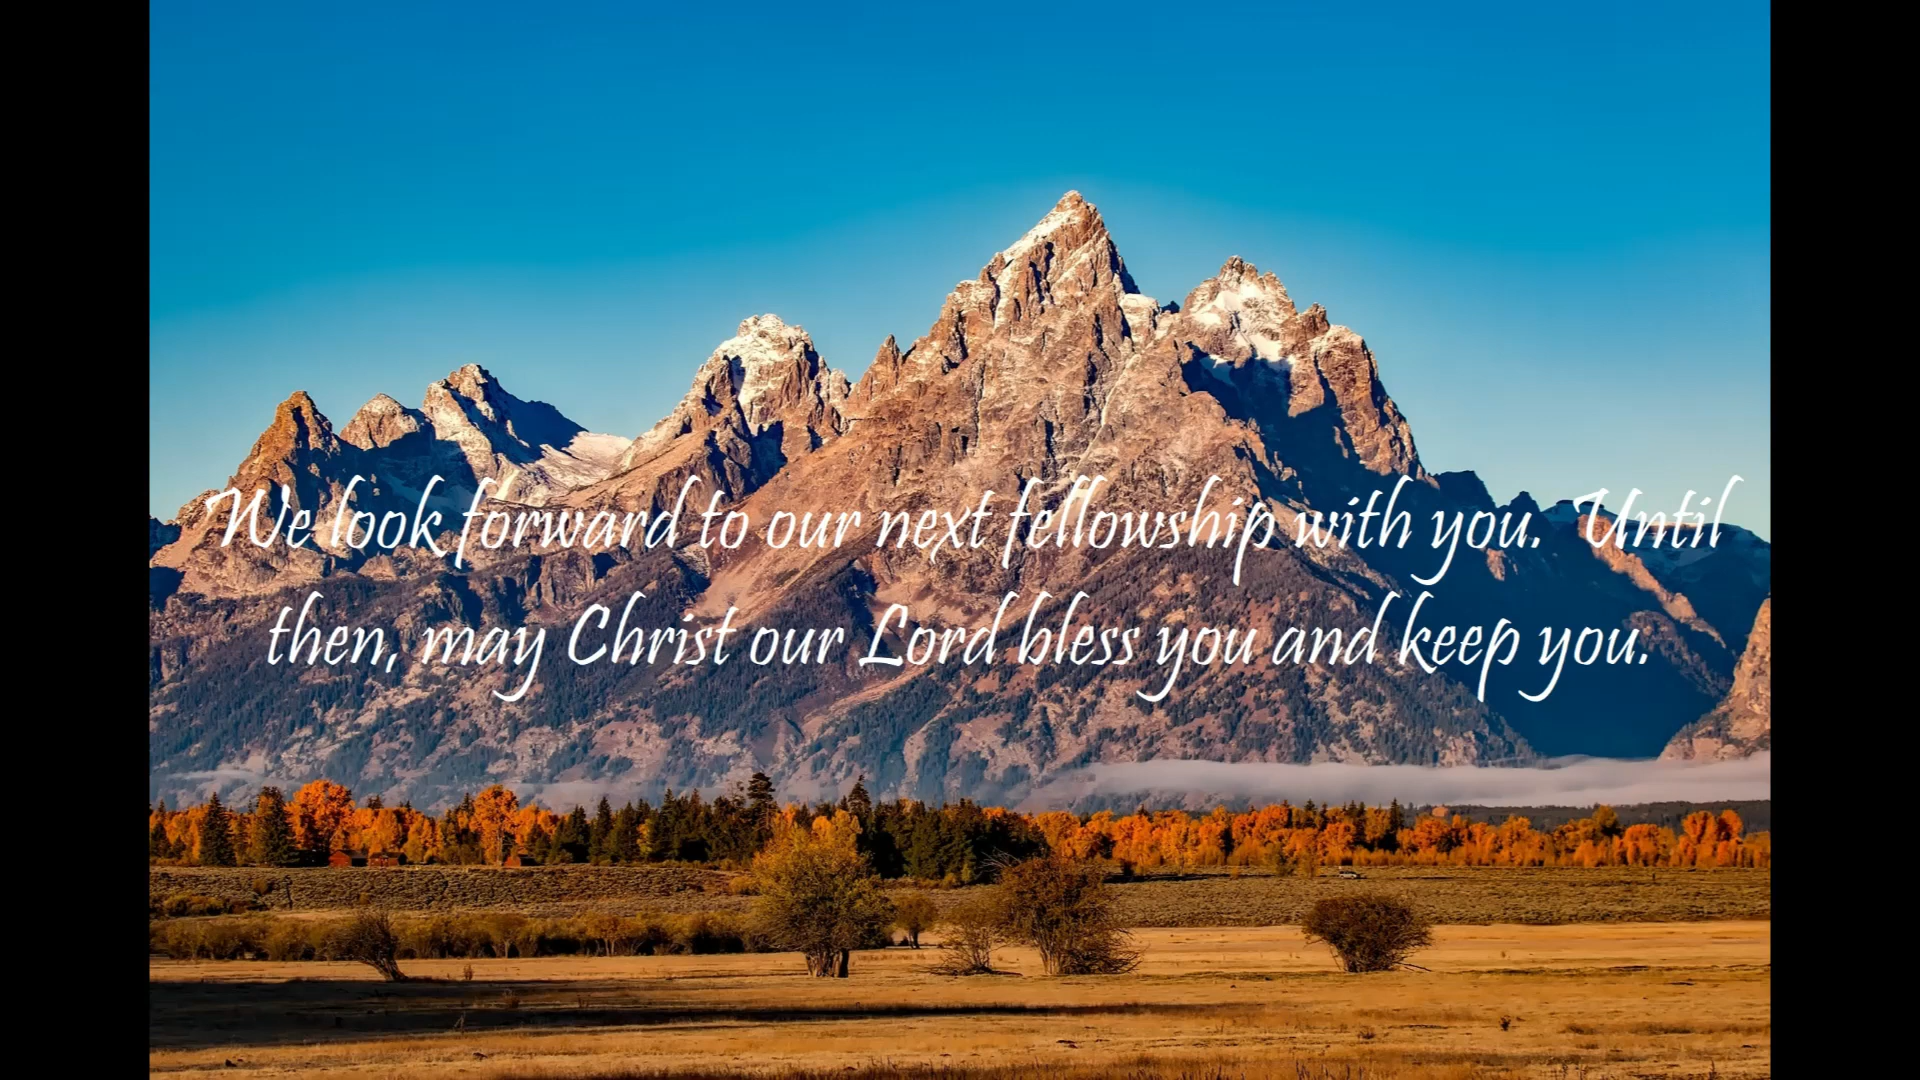 We look forward to our next fellowship with you. Until
then, may Christ our Lord bless you and keep you.